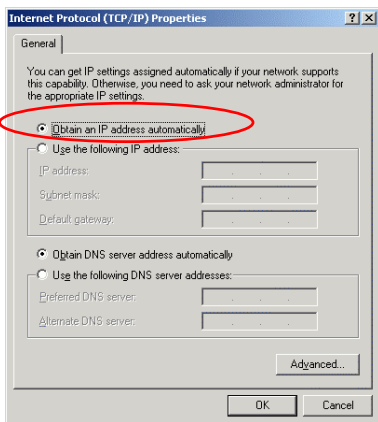 Internet Protocol (TCP/IP) Properties
General
You can get IP settings assigned automatically if your network supports
this capability. Otherwise, you need to ask your network administrator for
the appropriate IP settings.
Obtain an IP address automatically
Use the following IP address:
IP address:
Subnet mask:
Default gateway:
Obtain DNS server address automatically
Use the following DNS server addresses:
Preferred DNS server:
Alternate DNS server:
Advanced...
OK
Cancel